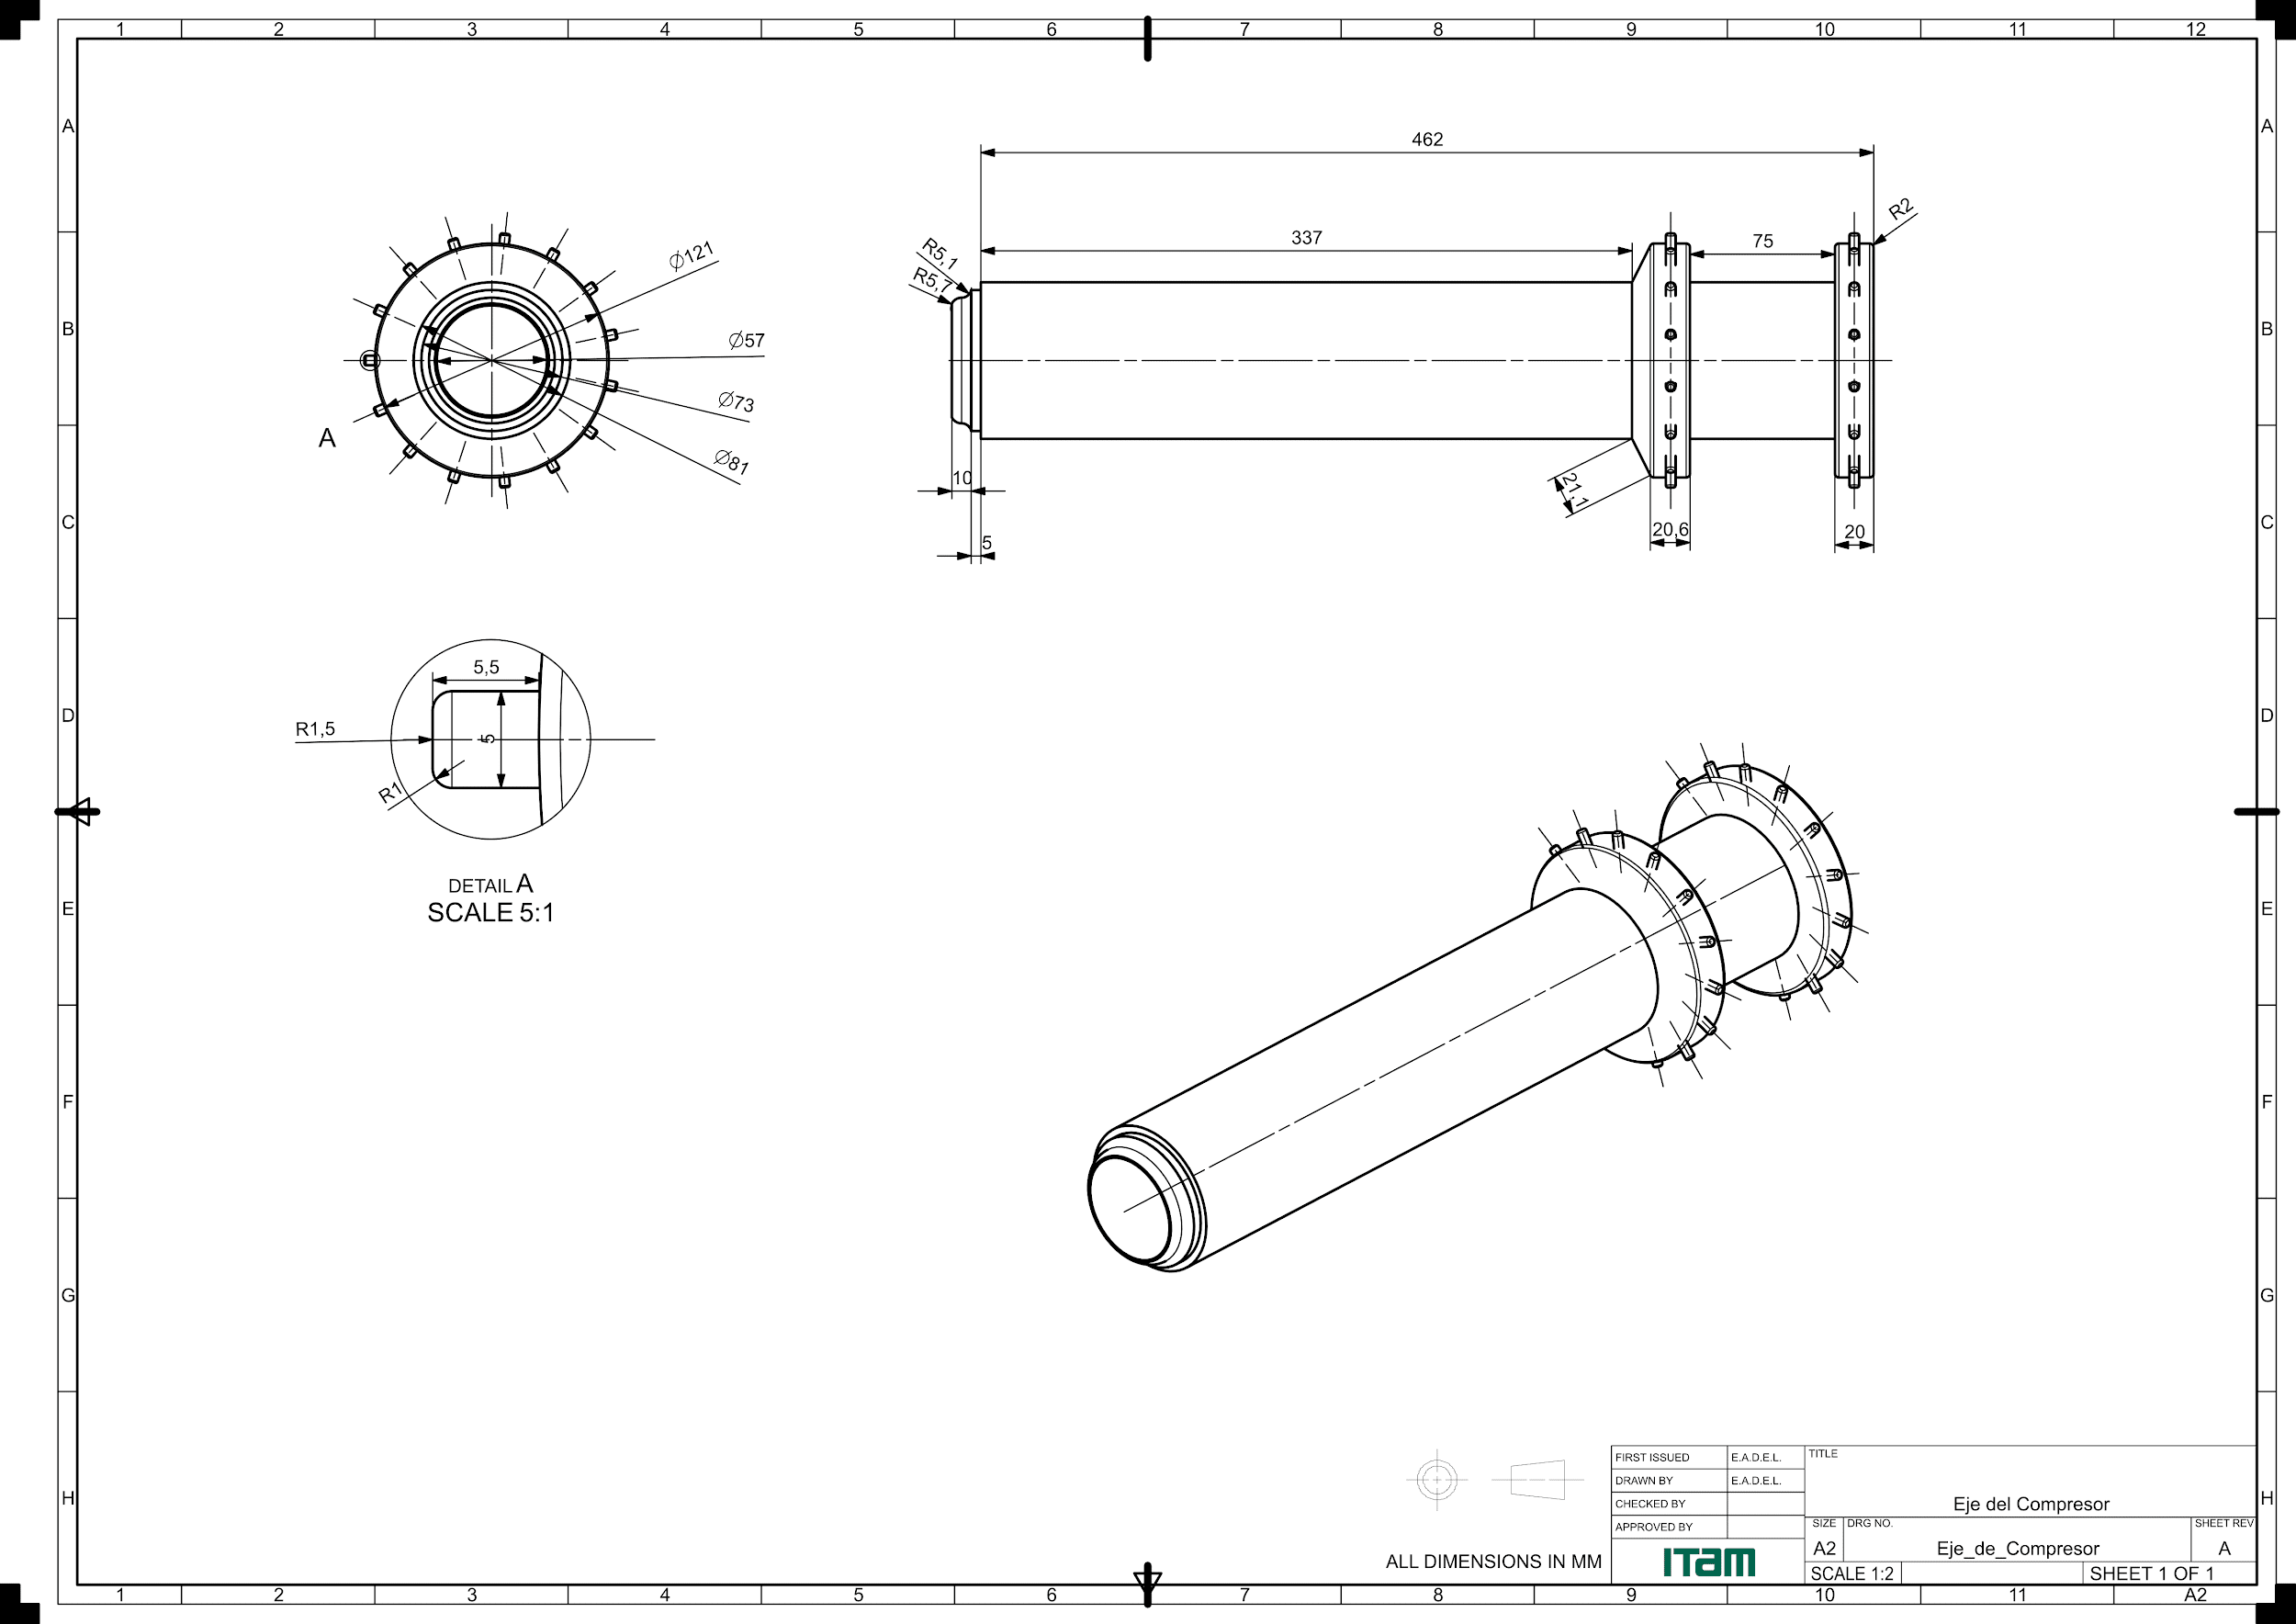 1 2 3 4 5 6 7 8 9 10 11 12
A A
462
R2
337
75
R5,1
R5,7
∅121
B B
∅57
∅73
∅81
A
10
5
21,1
20,6
20
C C
5,5
R1,5
5
R1
D D
DETAIL A
SCALE 5:1
E E
F F
G G
H H
FIRST ISSUED E.A.D.E.L.
DRAWN BY E.A.D.E.L.
CHECKED BY
APPROVED BY
TITLE
Eje del Compresor
SIZE DRG NO. SHEET REV
A2 Eje_de_Compresor A
SCALE 1:2 SHEET 1 OF 1
ALL DIMENSIONS IN MM
ITam
1 2 3 4 5 6 7 8 9 10 11 A2